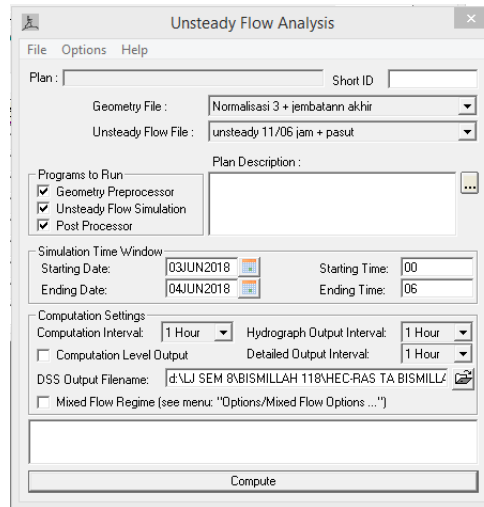 Unsteady Flow Analysis
File Options Help
Plan : Short ID
Geometry File : Normalisasi 3 + jembatann akhir
Unsteady Flow File : unsteady 11/06 jam + pasut
Plan Description :
Programs to Run
Geometry Preprocessor
Unsteady Flow Simulation
Post Processor
...
Simulation Time Window
Starting Date: 03JUN2018 Starting Time: 00
Ending Date: 04JUN2018 Ending Time: 06
Computation Settings
Computation Interval: 1 Hour Hydrograph Output Interval: 1 Hour
Computation Level Output Detailed Output Interval: 1 Hour
DSS Output Filename: d:\LJ SEM 8\BISMILLAH 118\HEC-RAS TA BISMILLA
Mixed Flow Regime (see menu: "Options/Mixed Flow Options ...")
Compute